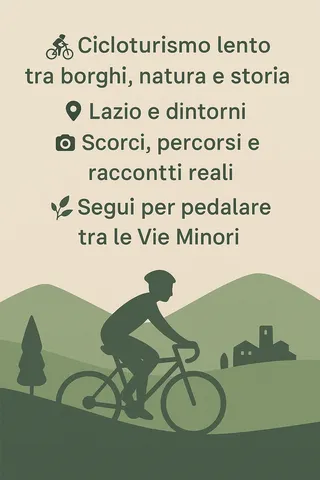 Cicloturismo lento
tra borghi, natura e storia
Lazio e dintorni
Scorci, percorsi e
raccontti reali
Segui per pedalare
tra le Vie Minori